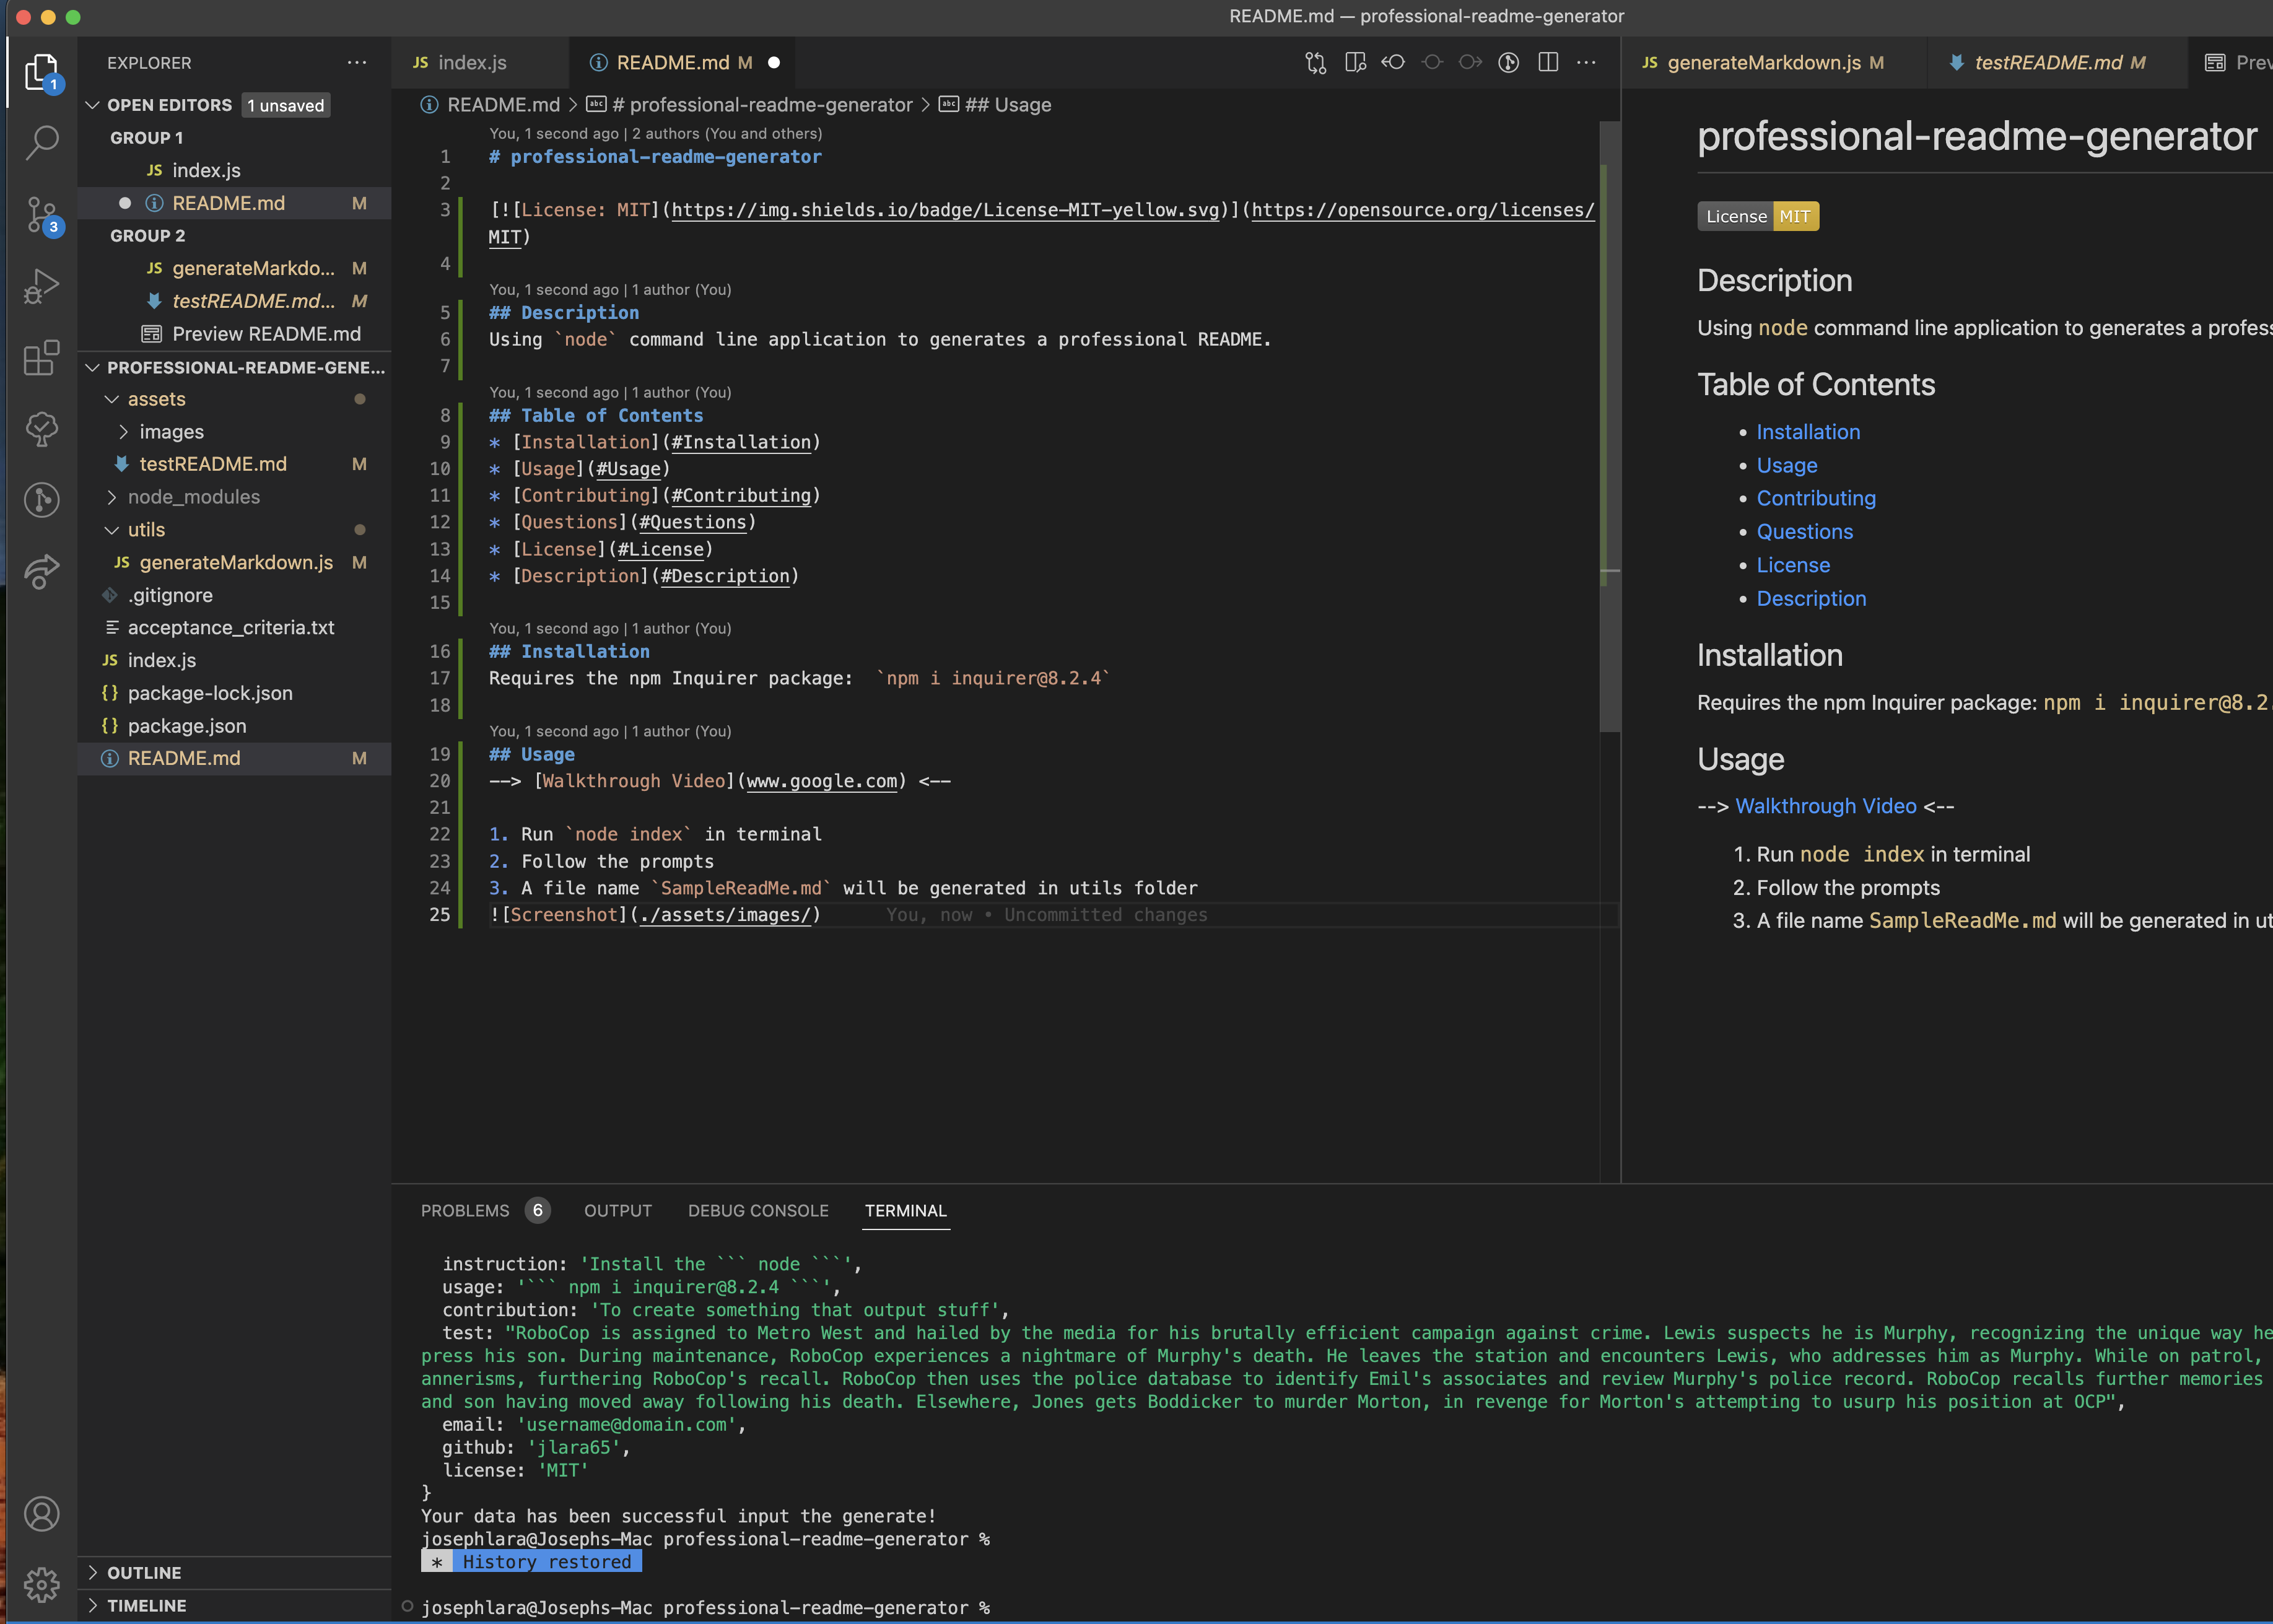 README.md — professional-readme-generator
EXPLORER
1
OPEN EDITORS 1 unsaved
GROUP 1
JS index.js
README.md M
GROUP 2
JS generateMarkdo... M
testREADME.md... M
Preview README.md
PROFESSIONAL-README-GENE...
assets
images
testREADME.md M
node_modules
utils
JS generateMarkdown.js M
.gitignore
acceptance_criteria.txt
JS index.js
{} package-lock.json
{} package.json
README.md M
OUTLINE
TIMELINE
3
JS index.js
README.md M
README.md > # professional-readme-generator > ## Usage
You, 1 second ago | 2 authors (You and others)
1 # professional-readme-generator
2
3 [![License: MIT](https://img.shields.io/badge/License-MIT-yellow.svg)](https://opensource.org/licenses/
MIT)
4
You, 1 second ago | 1 author (You)
5 ## Description
6 Using `node` command line application to generates a professional README.
7
You, 1 second ago | 1 author (You)
8 ## Table of Contents
9 * [Installation](#Installation)
10 * [Usage](#Usage)
11 * [Contributing](#Contributing)
12 * [Questions](#Questions)
13 * [License](#License)
14 * [Description](#Description)
15
You, 1 second ago | 1 author (You)
16 ## Installation
17 Requires the npm Inquirer package:  `npm i inquirer@8.2.4`
18
You, 1 second ago | 1 author (You)
19 ## Usage
20 --> [Walkthrough Video](www.google.com) <--
21
22 1. Run `node index` in terminal
23 2. Follow the prompts
24 3. A file name `SampleReadMe.md` will be generated in utils folder
25 ![Screenshot](./assets/images/) You, now • Uncommitted changes
JS generateMarkdown.js M
testREADME.md M
Prev
professional-readme-generator
License MIT
Description
Using node command line application to generates a profess
Table of Contents
• Installation
• Usage
• Contributing
• Questions
• License
• Description
Installation
Requires the npm Inquirer package: npm i inquirer@8.2.
Usage
--> Walkthrough Video <--
1. Run node index in terminal
2. Follow the prompts
3. A file name SampleReadMe.md will be generated in ut
PROBLEMS 6 OUTPUT DEBUG CONSOLE TERMINAL
instruction: 'Install the ``` node ```',
usage: '``` npm i inquirer@8.2.4 ```',
contribution: 'To create something that output stuff',
test: "RoboCop is assigned to Metro West and hailed by the media for his brutally efficient campaign against crime. Lewis suspects he is Murphy, recognizing the unique way he
press his son. During maintenance, RoboCop experiences a nightmare of Murphy's death. He leaves the station and encounters Lewis, who addresses him as Murphy. While on patrol,
annerisms, furthering RoboCop's recall. RoboCop then uses the police database to identify Emil's associates and review Murphy's police record. RoboCop recalls further memories
and son having moved away following his death. Elsewhere, Jones gets Boddicker to murder Morton, in revenge for Morton's attempting to usurp his position at OCP",
email: 'username@domain.com',
github: 'jlara65',
license: 'MIT'
}
Your data has been successful input the generate!
josephlara@Josephs-Mac professional-readme-generator %
* History restored
josephlara@Josephs-Mac professional-readme-generator %